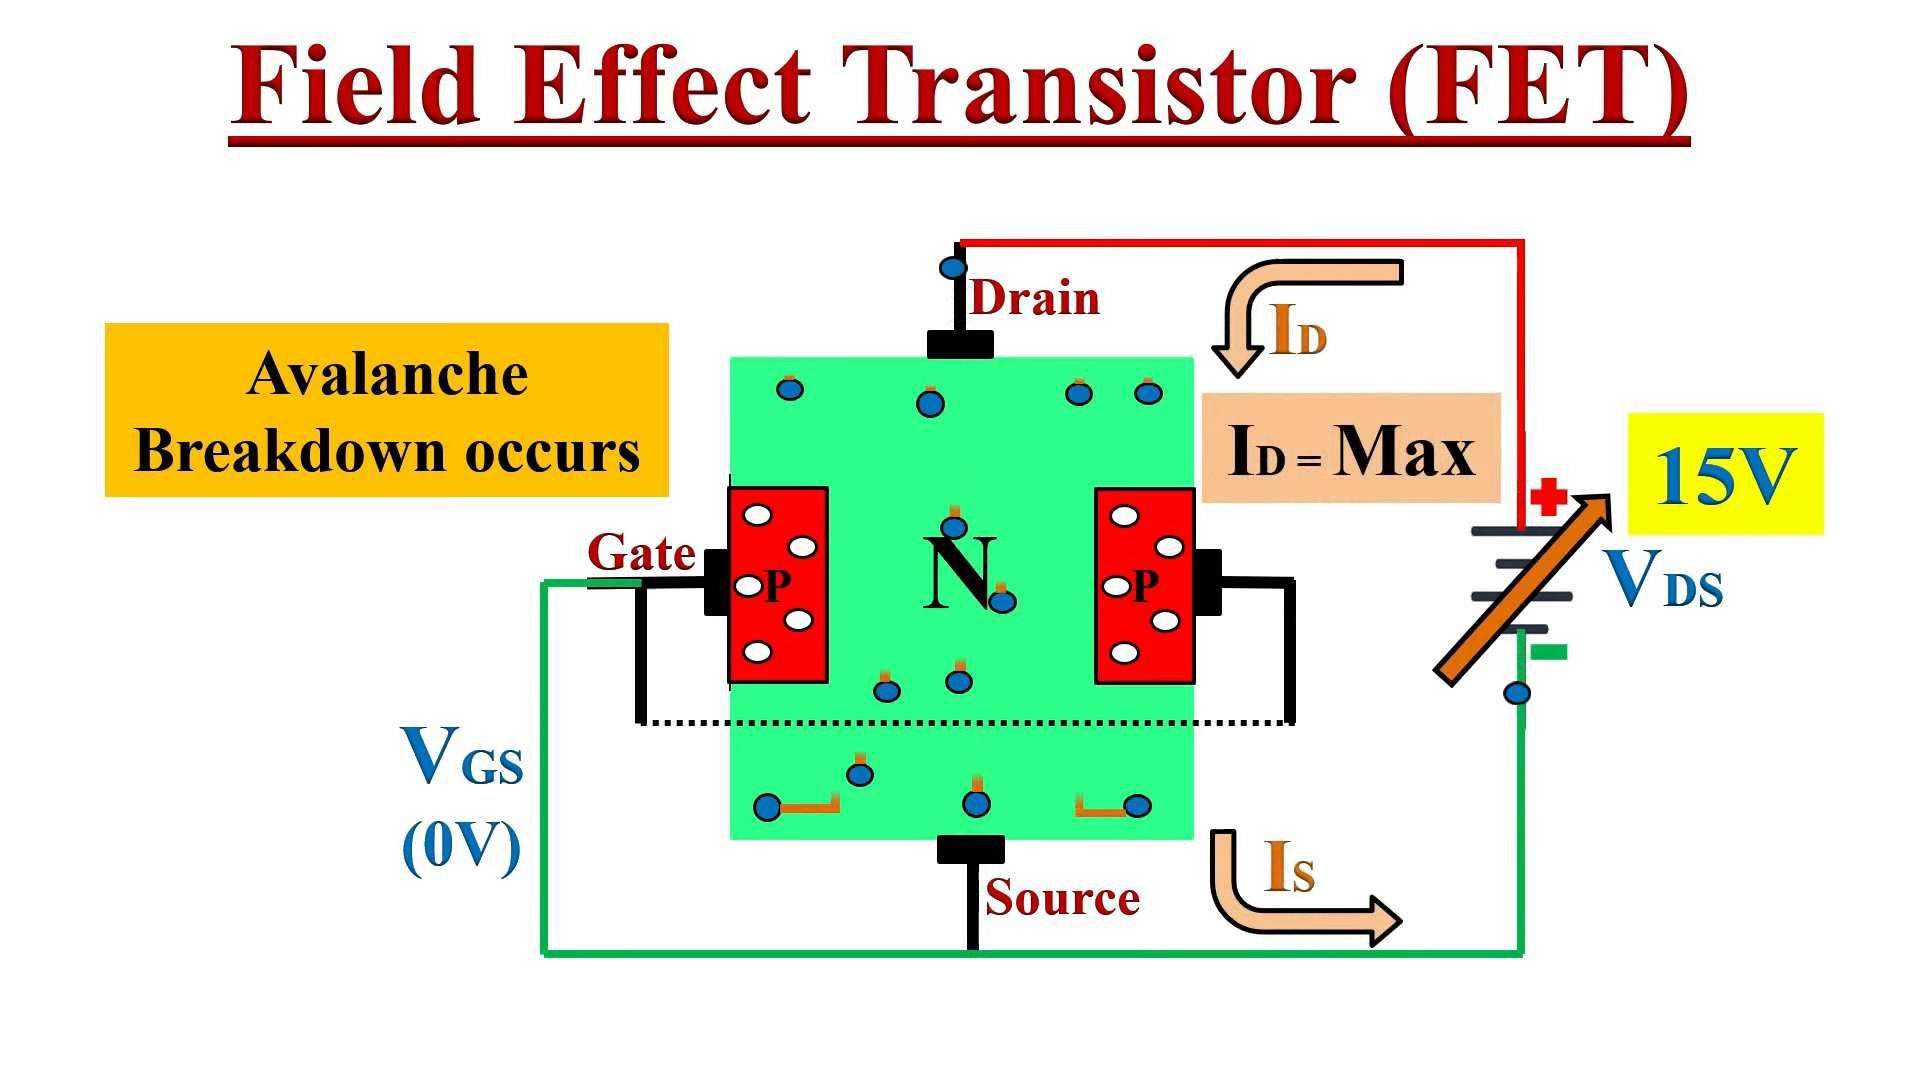 Field Effect Transistor (FET)
Drain
ID
Avalanche
Breakdown occurs
ID = Max
15V
Gate
P
N
P
VDS
VGS
(0V)
IS
Source